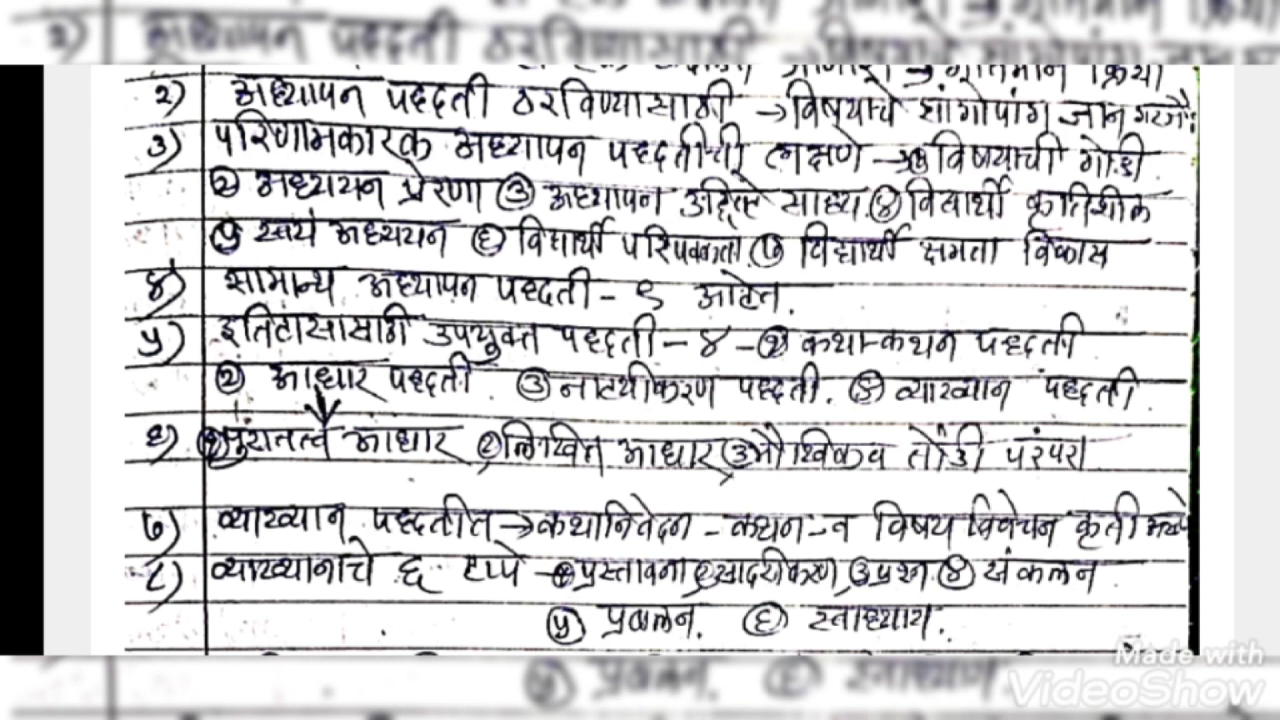 → मूर्तिमान क्रिया
२) अध्यापन पद्धती ठरविण्यासाठी → विषयाचे सांगोपांग ज्ञान गरजेचे
३) परिणामकारक अध्यापन पद्धतीची लक्षणे → ① विषयाची गोडी
② अध्ययन प्रेरणा ③ अध्यापन उद्दिष्टे साध्य ④ विद्यार्थी कृतिशील
⑤ स्वयं अध्ययन ⑥ विद्यार्थी परिपक्वता ⑦ विद्यार्थी क्षमता विकास
४) सामान्य अध्यापन पद्धती - ९ आहेत.
५) इतिहासासाठी उपयुक्त पद्धती - ४ - ① कथा-कथन पद्धती
② आधार पद्धती. ③ नाट्यीकरण पद्धती. ④ व्याख्यान पद्धती.
६) ① पुरातत्व आधार ② लिखित आधार ③ मौखिक व तोंडी परंपरा
७) व्याख्यान पद्धतीत → कथानिवेदन - कथन - व विषय विवेचन कृती
८) व्याख्यानाचे ६ टप्पे - ① प्रस्तावना ② सादरीकरण ③ प्रश्न ④ संकलन
⑤ ⑥ स्वाध्याय.
Made with
VideoShow